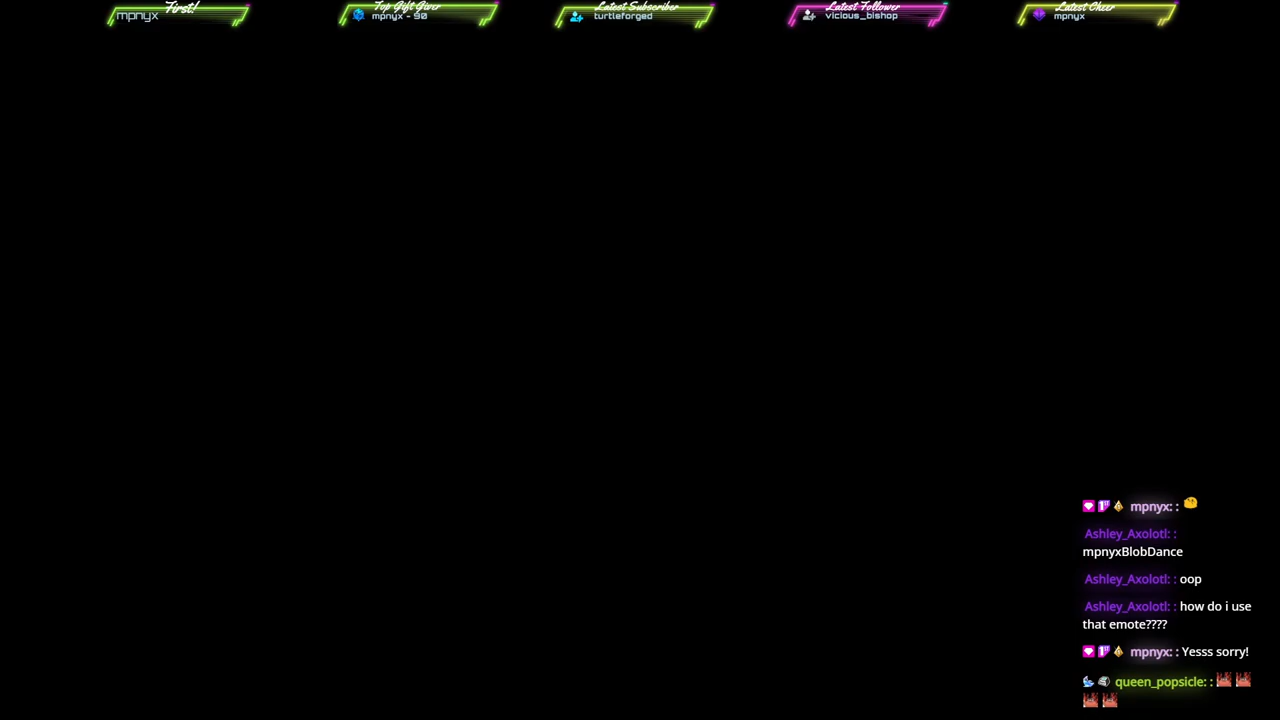 First!
mpnyx
Top Gift Giver
mpnyx - 90
Latest Subscriber
turtleforged
Latest Follower
vicious_bishop
Latest Cheer
mpnyx
mpnyx: :
Ashley_Axolotl: :
mpnyxBlobDance
Ashley_Axolotl: : oop
Ashley_Axolotl: : how do i use
that emote????
mpnyx: : Yesss sorry!
queen_popsicle: :